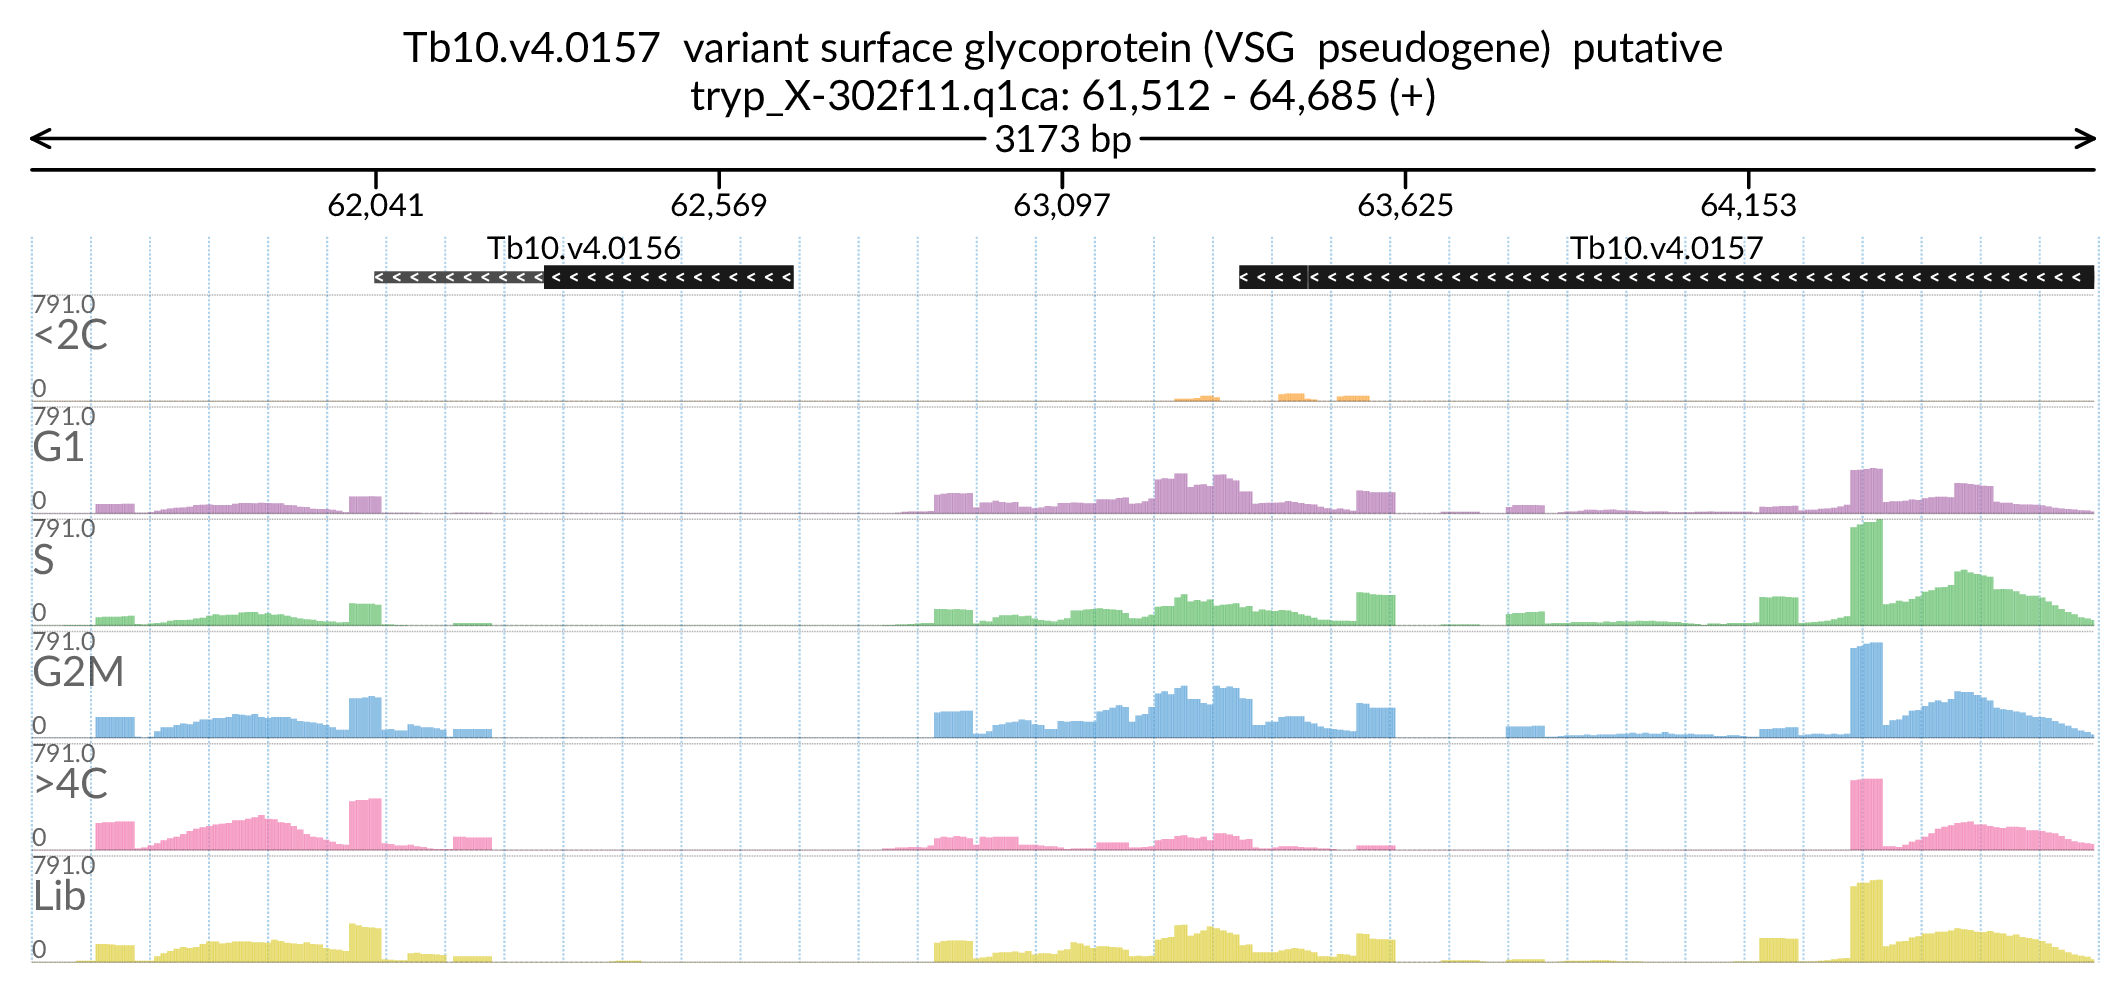 Tb10.v4.0157  variant surface glycoprotein (VSG  pseudogene)  putative
tryp_X-302f11.q1ca: 61,512 - 64,685 (+)
3173 bp
62,041 62,569 63,097 63,625 64,153
Tb10.v4.0156 Tb10.v4.0157
791.0
<2C
0
791.0
G1
0
791.0
S
0
791.0
G2M
0
791.0
>4C
0
791.0
Lib
0